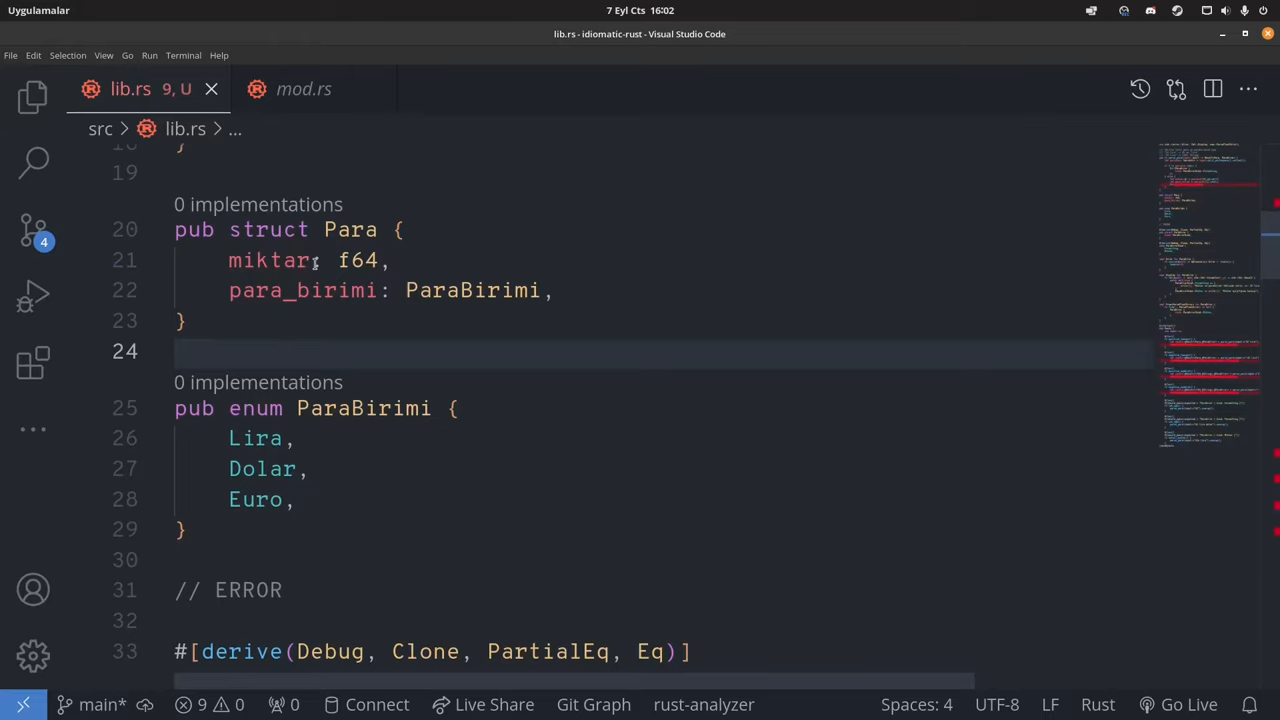 Uygulamalar 7 Eyl Cts 16:02
lib.rs - idiomatic-rust - Visual Studio Code
File Edit Selection View Go Run Terminal Help
lib.rs 9, U mod.rs
src > lib.rs > ...
18 }
19
0 implementations
20 pub struct Para {
21 miktar: f64,
22 para_birimi: ParaBirimi,
23 }
24
0 implementations
25 pub enum ParaBirimi {
26 Lira,
27 Dolar,
28 Euro,
29 }
30
31 // ERROR
32
33 #[derive(Debug, Clone, PartialEq, Eq)]
4
main* 9 0 0 Connect Live Share Git Graph rust-analyzer Spaces: 4 UTF-8 LF Rust Go Live